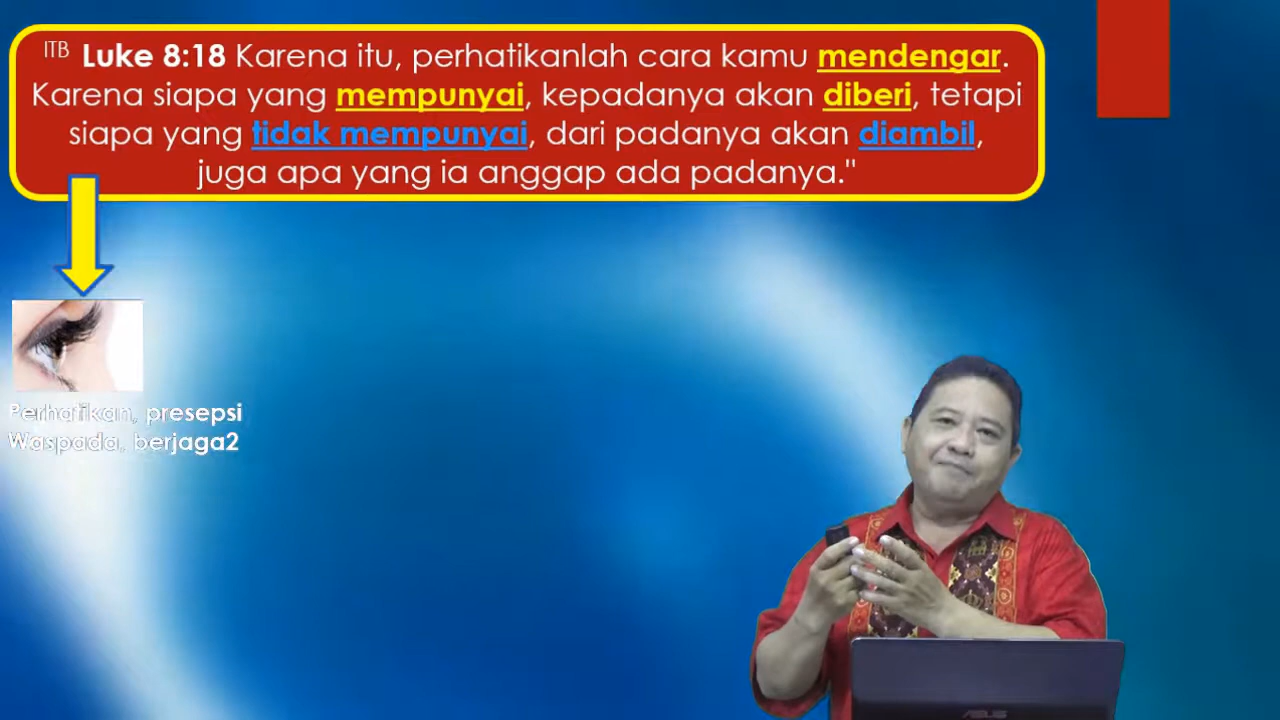 ITB Luke 8:18 Karena itu, perhatikanlah cara kamu mendengar.
Karena siapa yang mempunyai, kepadanya akan diberi, tetapi
siapa yang tidak mempunyai, dari padanya akan diambil,
juga apa yang ia anggap ada padanya."
Perhatikan, presepsi
Waspada, berjaga2
ASUS